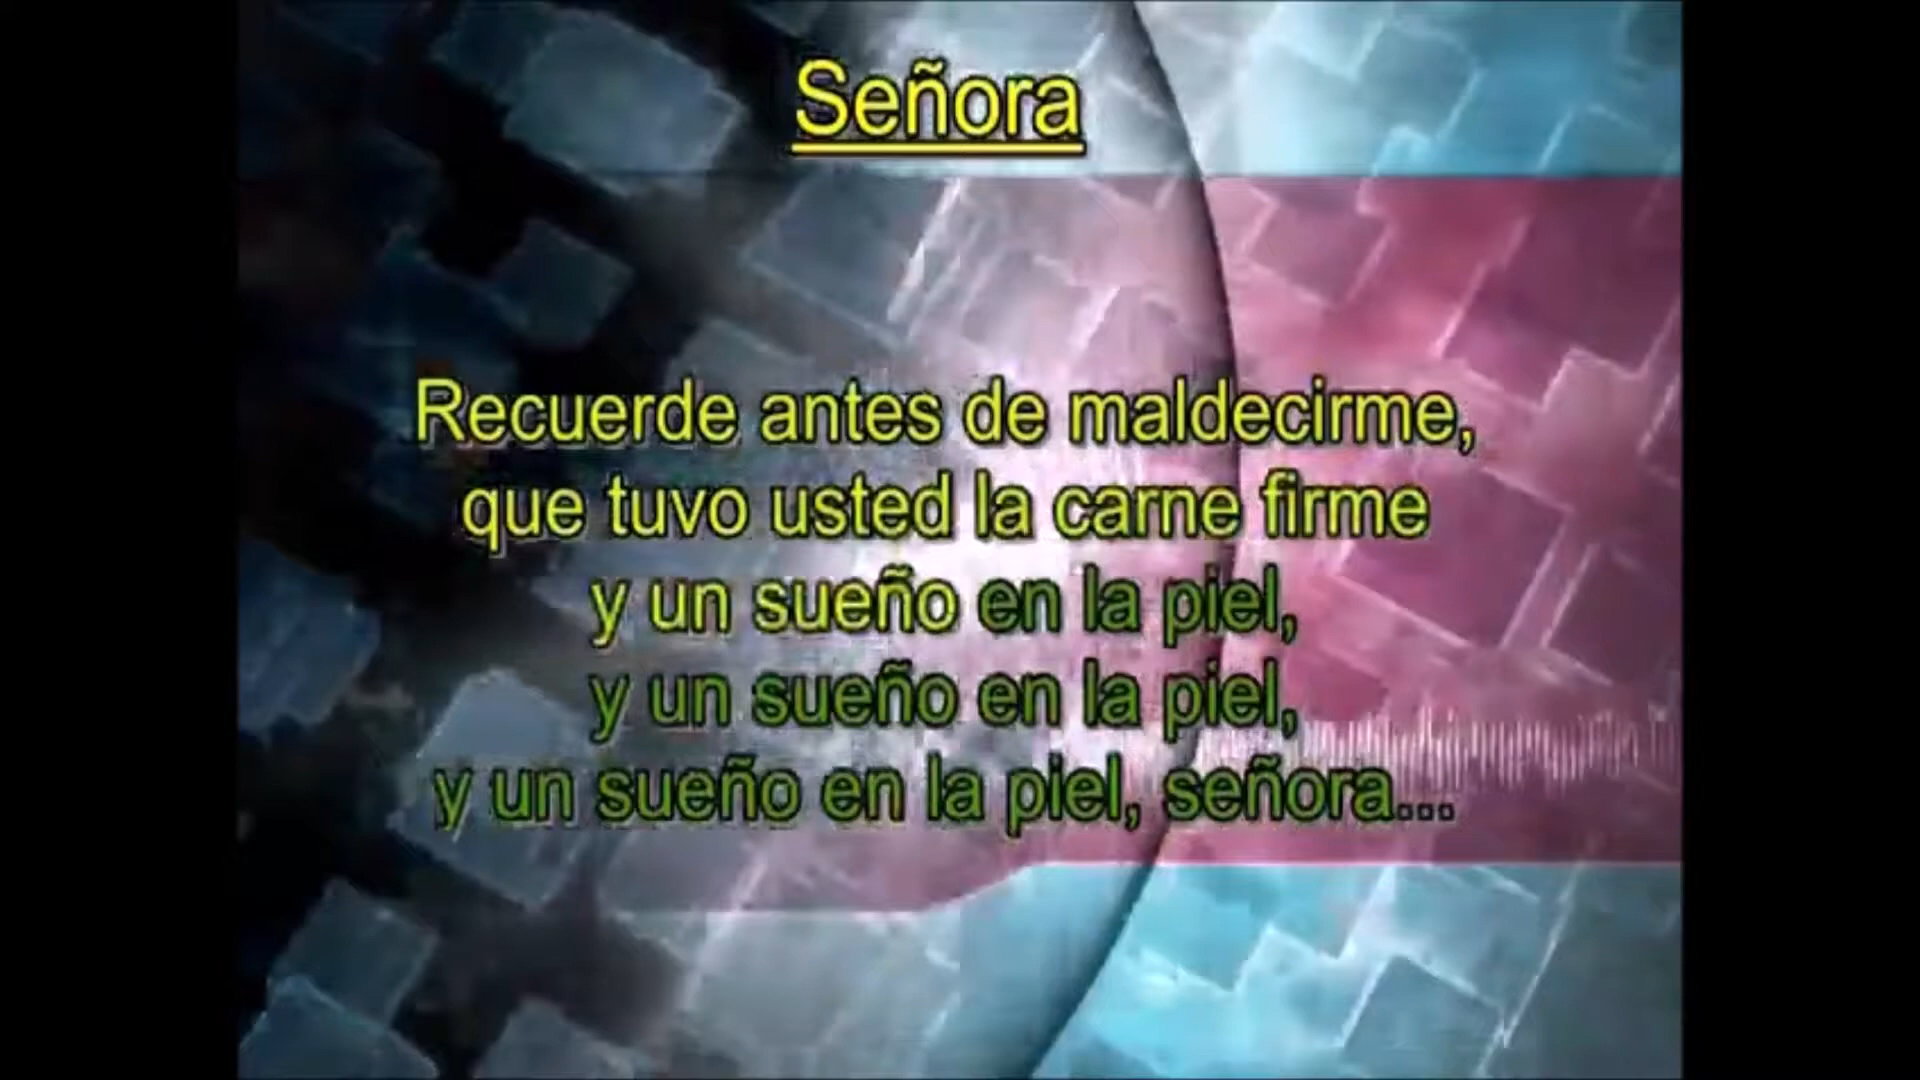 Señora
Recuerde antes de maldecirme,
que tuvo usted la carne firme
y un sueño en la piel,
y un sueño en la piel,
y un sueño en la piel, señora...